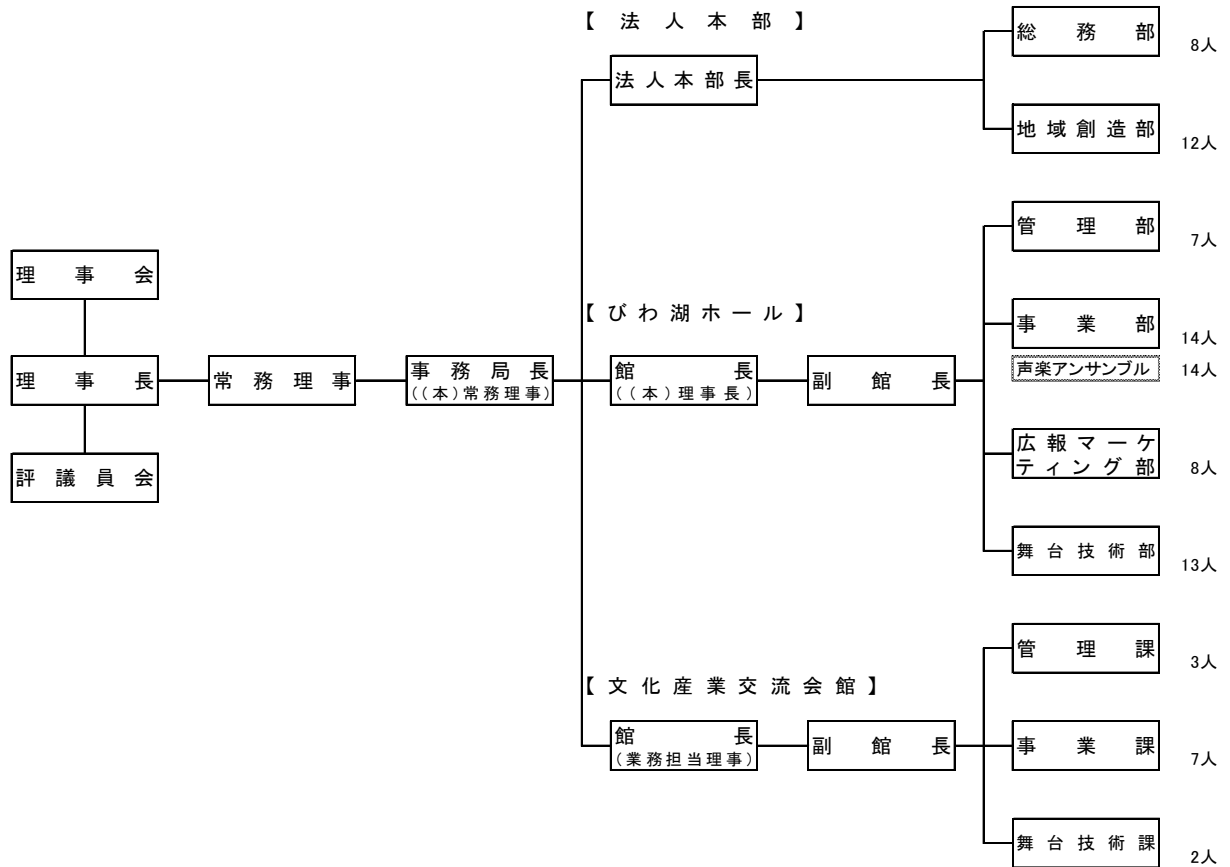 【法人本部】
総務部
8人
法人本部長
地域創造部
12人
管理部
7人
理事会
【びわ湖ホール】
事業部
14人
理事長
常務理事
事務局長
((本)常務理事)
館長
((本)理事長)
副館長
声楽アンサンブル
14人
広報マーケ
ティング部
8人
評議員会
舞台技術部
13人
管理課
3人
【文化産業交流会館】
館長
(業務担当理事)
副館長
事業課
7人
舞台技術課
2人